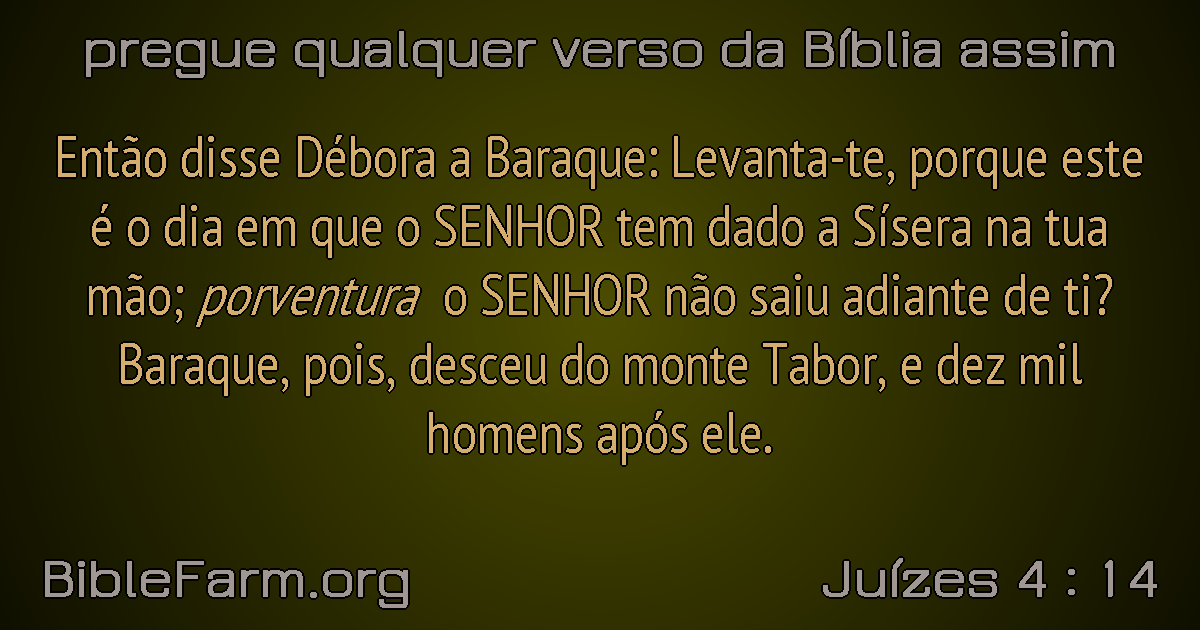 pregue qualquer verso da Bíblia assim
Então disse Débora a Baraque: Levanta-te, porque este
é o dia em que o SENHOR tem dado a Sísera na tua
mão; porventura o SENHOR não saiu adiante de ti?
Baraque, pois, desceu do monte Tabor, e dez mil
homens após ele.
BibleFarm.org
Juízes 4 : 14